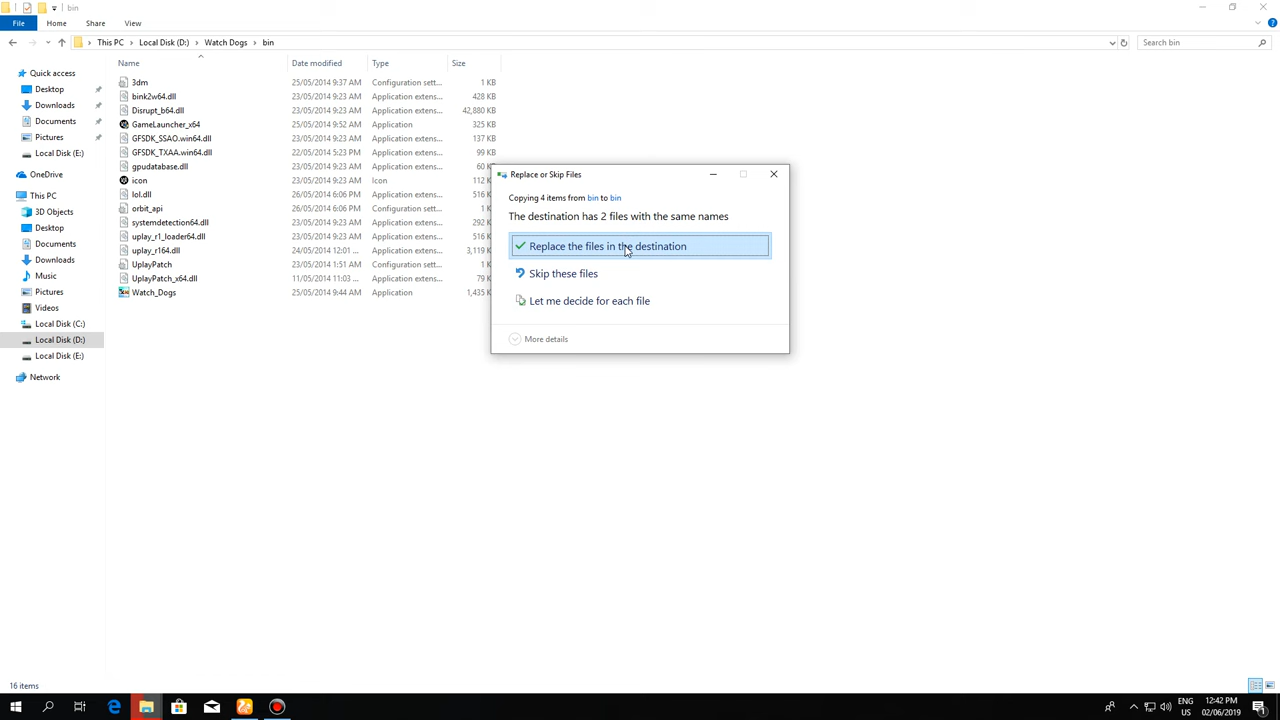 bin
File Home Share View
This PC Local Disk (D:) Watch Dogs bin
Search bin
Name Date modified Type Size
Quick access
Desktop
Downloads
Documents
Pictures
Local Disk (E:)
OneDrive
This PC
3D Objects
Desktop
Documents
Downloads
Music
Pictures
Videos
Local Disk (C:)
Local Disk (D:)
Local Disk (E:)
Network
3dm 25/05/2014 9:37 AM Configuration sett... 1 KB
bink2w64.dll 23/05/2014 9:23 AM Application extens... 428 KB
Disrupt_b64.dll 23/05/2014 9:23 AM Application extens... 42,880 KB
GameLauncher_x64 25/05/2014 9:52 AM Application 325 KB
GFSDK_SSAO.win64.dll 23/05/2014 9:23 AM Application extens... 137 KB
GFSDK_TXAA.win64.dll 22/05/2014 5:23 PM Application extens... 99 KB
gpudatabase.dll 23/05/2014 9:23 AM Application extens... 60 K
icon 23/05/2014 9:23 AM Icon 112 K
lol.dll 26/05/2014 6:06 PM Application extens... 516 K
orbit_api 26/05/2014 6:06 PM Configuration sett... 1 K
systemdetection64.dll 23/05/2014 9:23 AM Application extens... 292 K
uplay_r1_loader64.dll 23/05/2014 9:23 AM Application extens... 516 K
uplay_r164.dll 24/05/2014 12:01 ... Application extens... 3,119 K
UplayPatch 23/05/2014 1:51 AM Configuration sett... 1 K
UplayPatch_x64.dll 11/05/2014 11:03 ... Application extens... 79 K
Watch_Dogs 25/05/2014 9:44 AM Application 1,435 K
Replace or Skip Files
Copying 4 items from bin to bin
The destination has 2 files with the same names
Replace the files in the destination
Skip these files
Let me decide for each file
More details
16 items
ENG
US
12:42 PM
02/06/2019
1